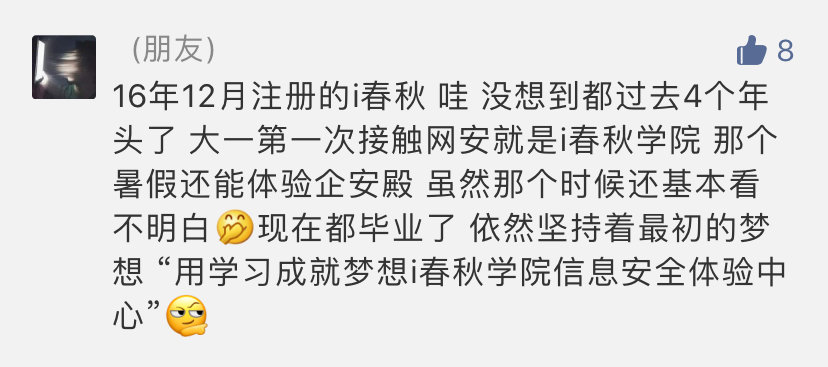 (朋友)
8
16年12月注册的i春秋 哇 没想到都过去4个年
头了 大一第一次接触网安就是i春秋学院 那个
暑假还能体验企安殿 虽然那个时候还基本看
不明白🤭现在都毕业了 依然坚持着最初的梦
想 “用学习成就梦想i春秋学院信息安全体验中
心”